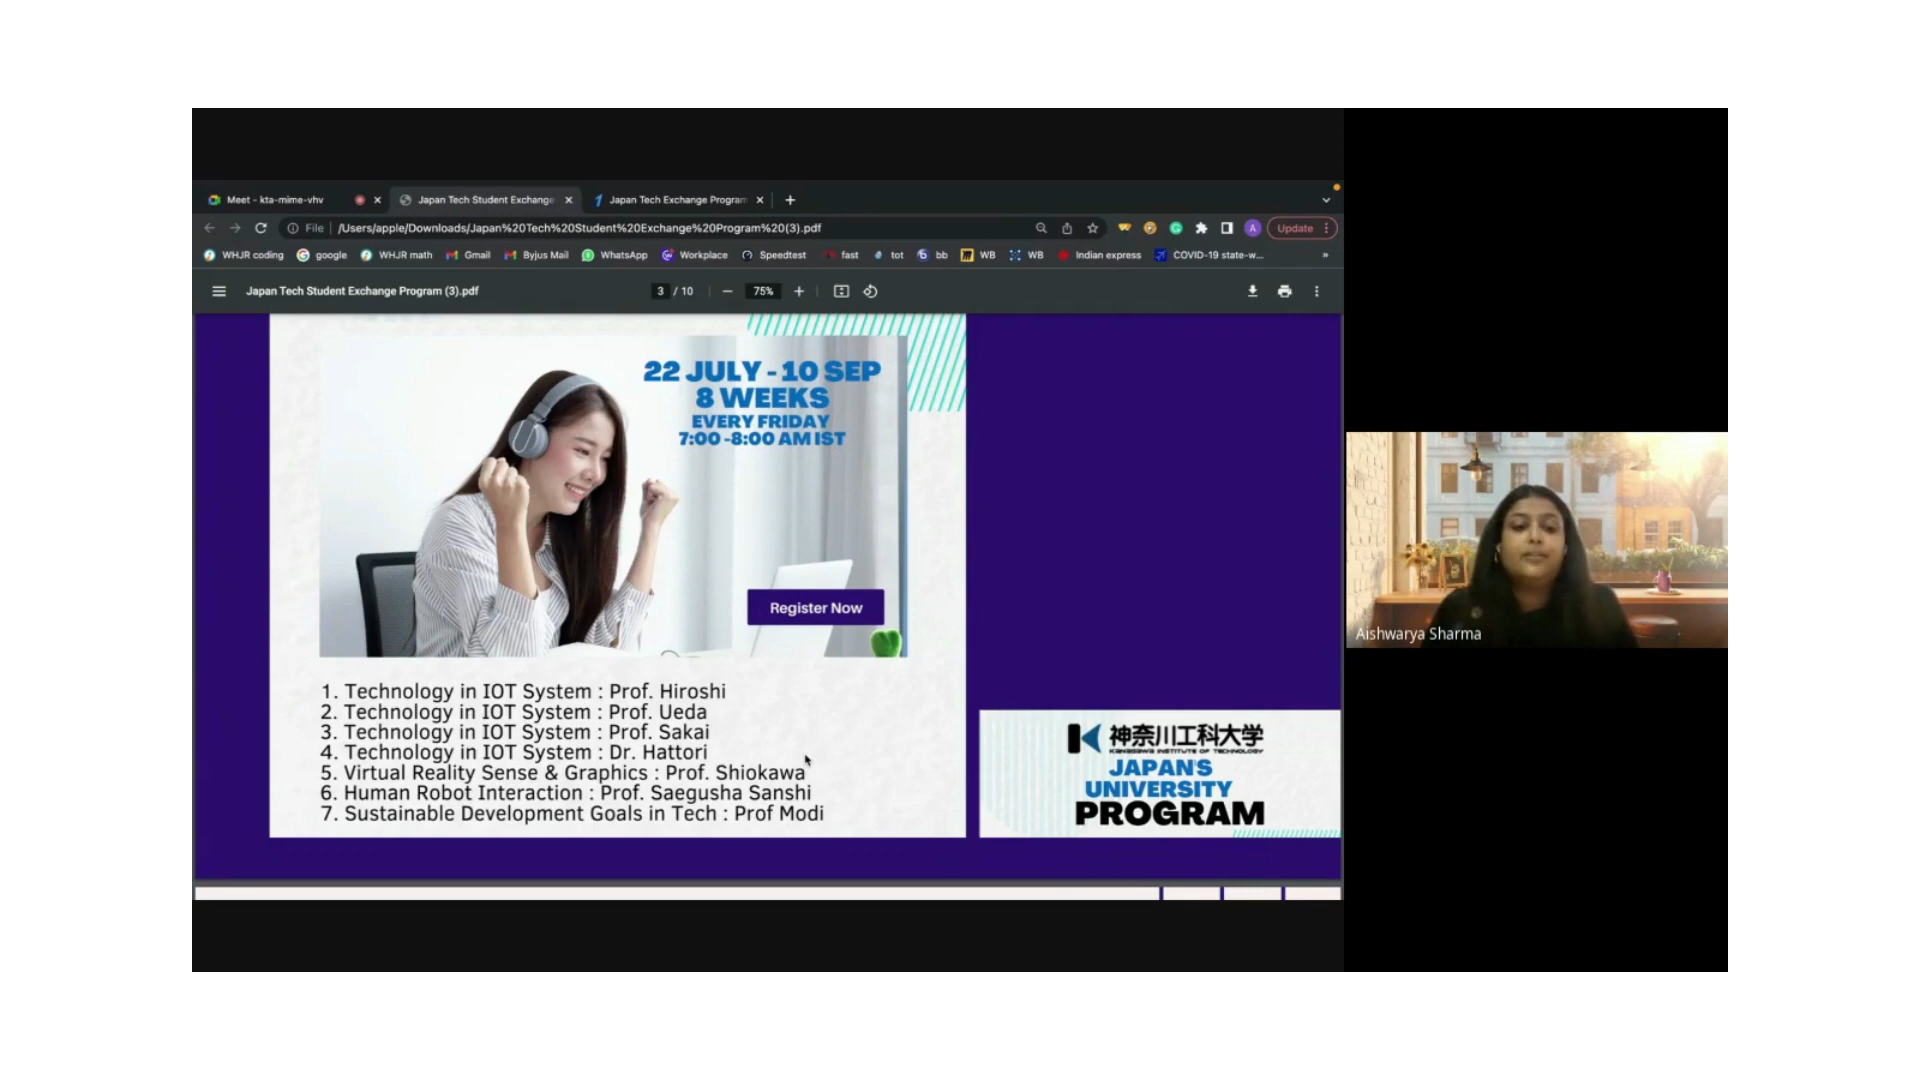 Meet - kta-mime-vhv
Japan Tech Student Exchange
Japan Tech Exchange Program
File
/Users/apple/Downloads/Japan%20Tech%20Student%20Exchange%20Program%20(3).pdf
A
Update
WHJR coding
google
WHJR math
Gmail
Byjus Mail
WhatsApp
Workplace
Speedtest
fast
tot
bb
WB
WB
Indian express
COVID-19 state-w...
»
Japan Tech Student Exchange Program (3).pdf
3 / 10
75%
22 JULY - 10 SEP
8 WEEKS
EVERY FRIDAY
7:00 -8:00 AM IST
Register Now
1. Technology in IOT System : Prof. Hiroshi
2. Technology in IOT System : Prof. Ueda
3. Technology in IOT System : Prof. Sakai
4. Technology in IOT System : Dr. Hattori
5. Virtual Reality Sense & Graphics : Prof. Shiokawa
6. Human Robot Interaction : Prof. Saegusha Sanshi
7. Sustainable Development Goals in Tech : Prof Modi
神奈川工科大学
KANAGAWA INSTITUTE OF TECHNOLOGY
JAPAN'S
UNIVERSITY
PROGRAM
Aishwarya Sharma